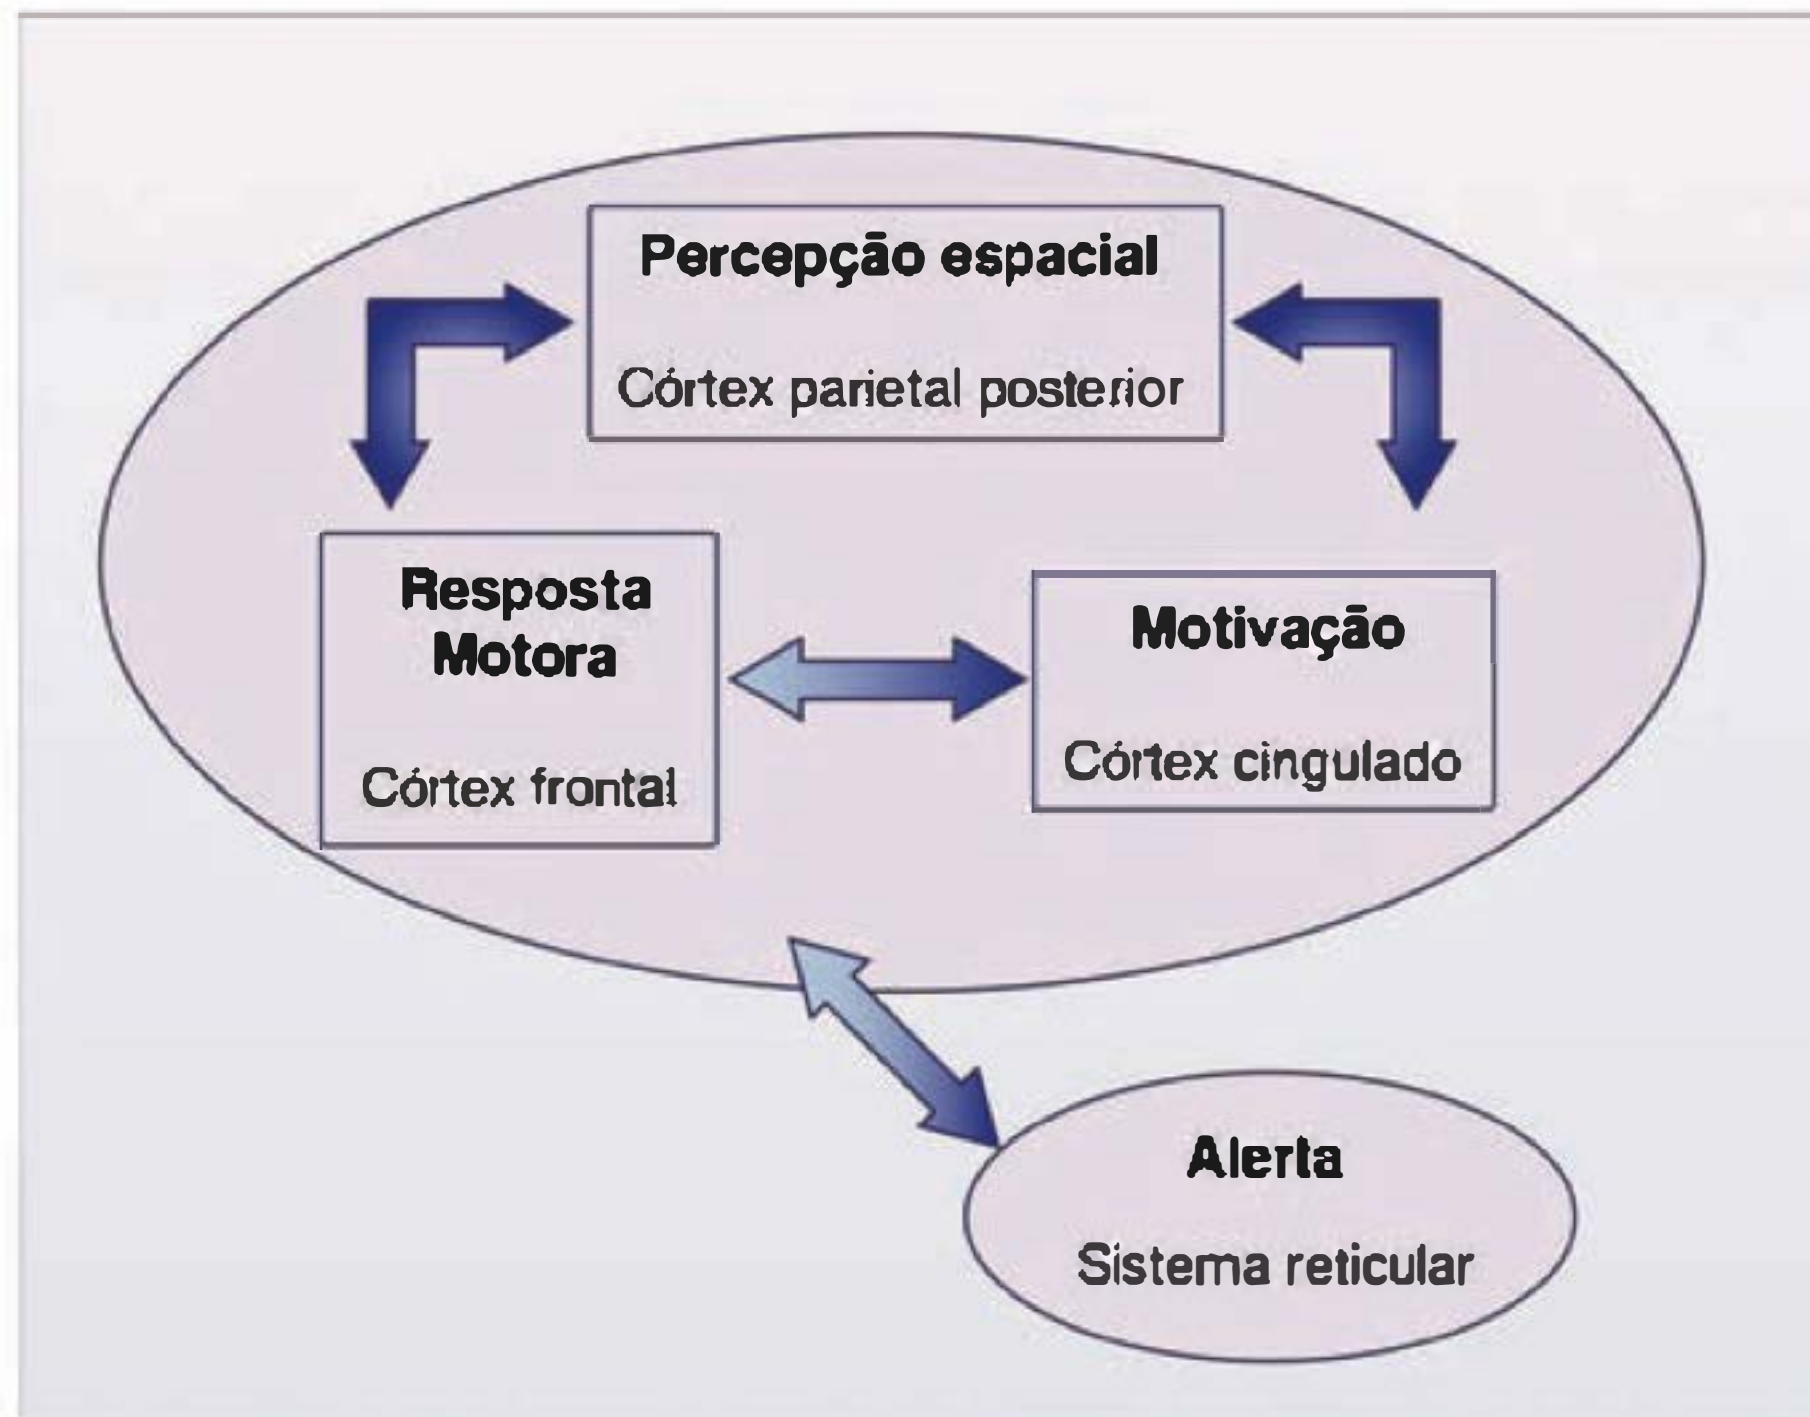 Percepção espacial
Córtex parietal posterior
Resposta
Motora
Córtex frontal
Motivação
Córtex cingulado
Alerta
Sistema reticular